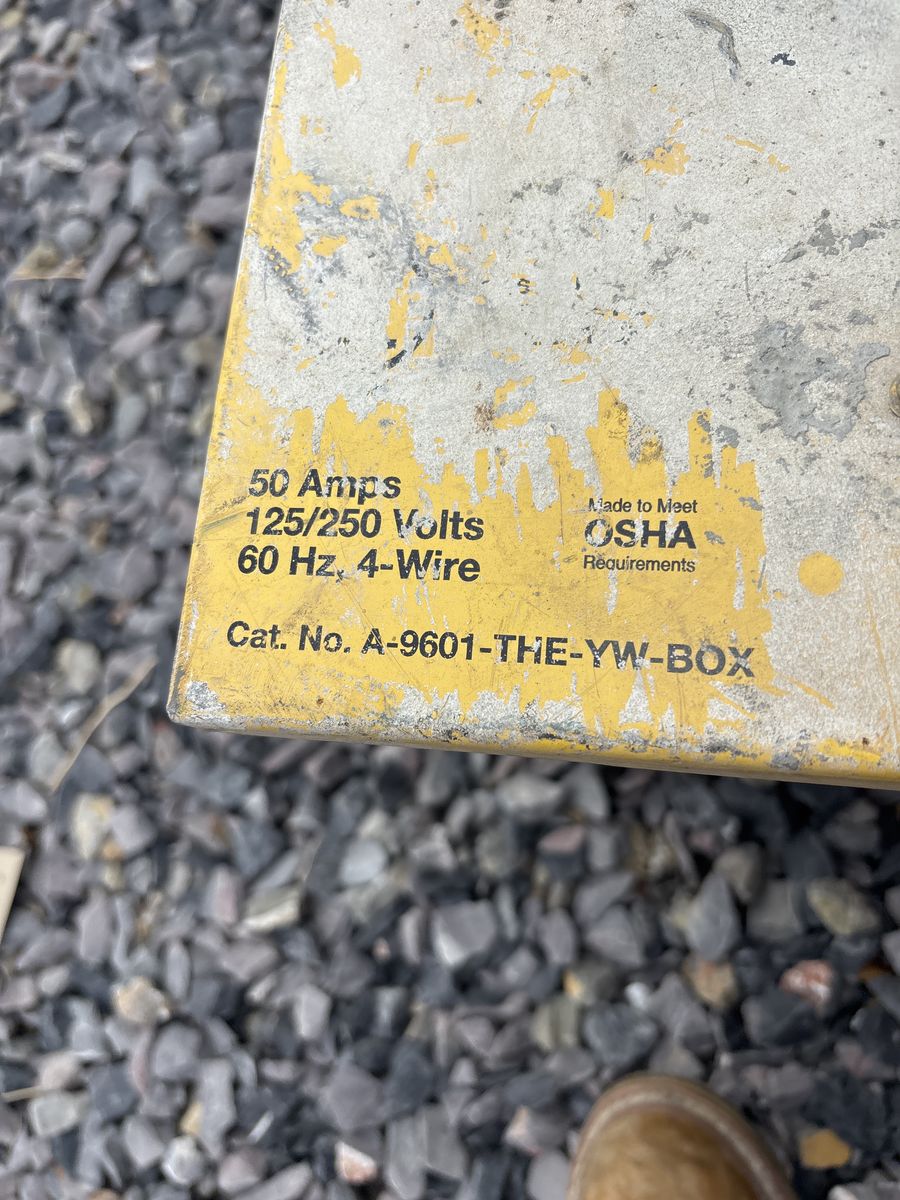 50 Amps
125/250 Volts
60 Hz, 4-Wire
Made to Meet
OSHA
Requirements
Cat. No. A-9601-THE-YW-BOX